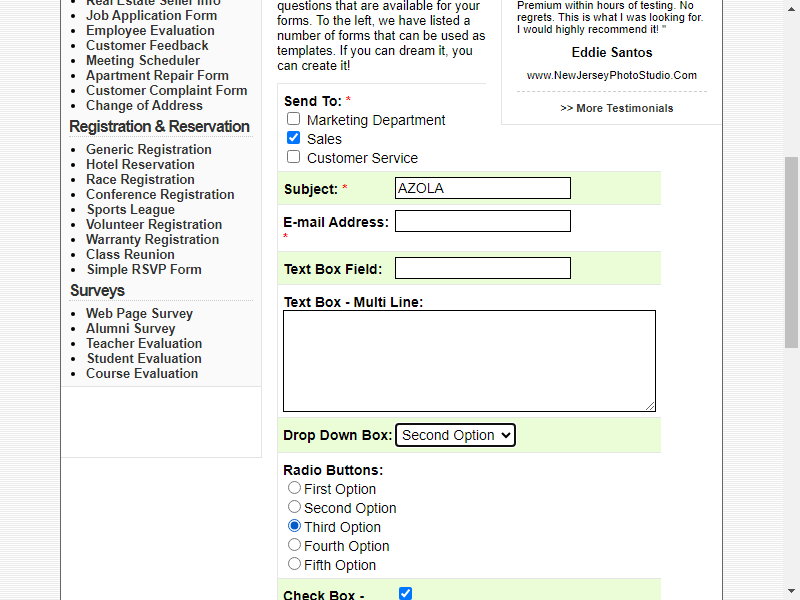 Real Estate Seller Info
Job Application Form
Employee Evaluation
Customer Feedback
Meeting Scheduler
Apartment Repair Form
Customer Complaint Form
Change of Address
Registration & Reservation
Generic Registration
Hotel Reservation
Race Registration
Conference Registration
Sports League
Volunteer Registration
Warranty Registration
Class Reunion
Simple RSVP Form
Surveys
Web Page Survey
Alumni Survey
Teacher Evaluation
Student Evaluation
Course Evaluation
questions that are available for your
forms. To the left, we have listed a
number of forms that can be used as
templates. If you can dream it, you
can create it!
Send To: *
Marketing Department
Sales
Customer Service
Subject: *
AZOLA
E-mail Address:
*
Text Box Field:
Text Box - Multi Line:
Drop Down Box:
Second Option
Radio Buttons:
First Option
Second Option
Third Option
Fourth Option
Fifth Option
Check Box -
Premium within hours of testing. No
regrets. This is what I was looking for.
I would highly recommend it! "
Eddie Santos
www.NewJerseyPhotoStudio.Com
>> More Testimonials